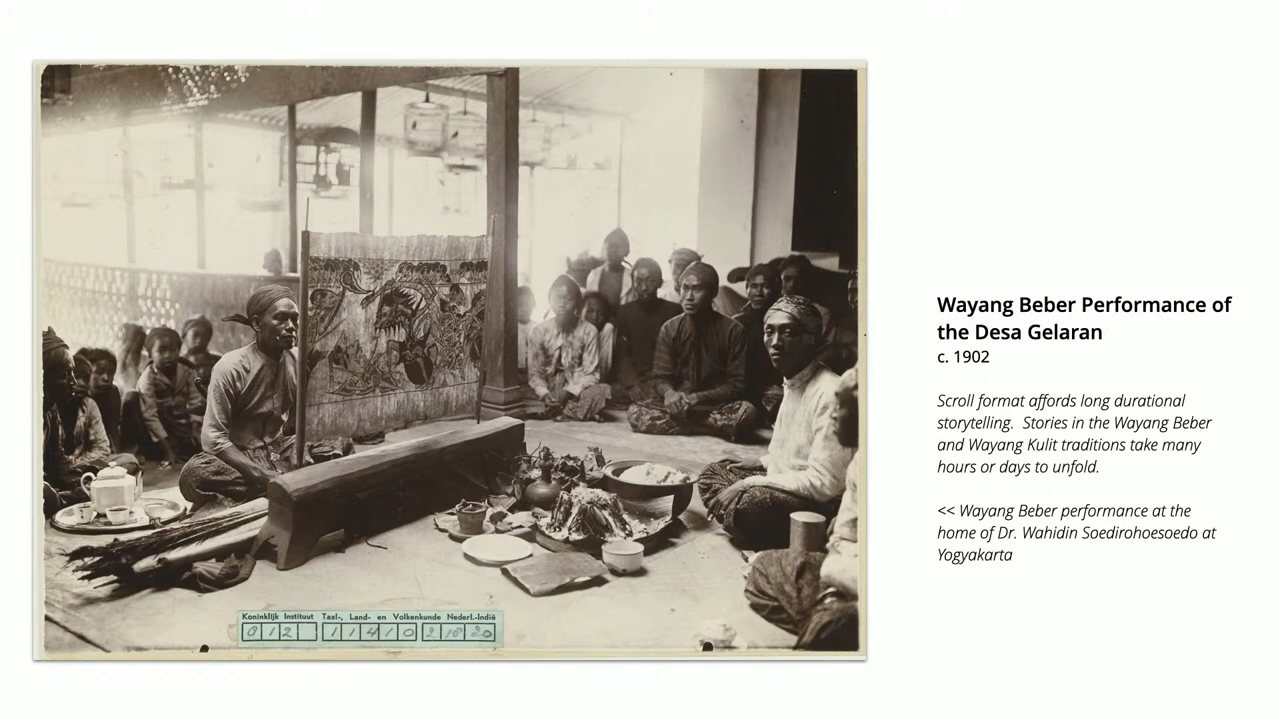 Wayang Beber Performance of
the Desa Gelaran
c. 1902
Scroll format affords long durational
storytelling.  Stories in the Wayang Beber
and Wayang Kulit traditions take many
hours or days to unfold.
<< Wayang Beber performance at the
home of Dr. Wahidin Soedirohoesoedo at
Yogyakarta
Koninklijk Instituut Taal-, Land- en Volkenkunde Nederl.-Indië
012 11410